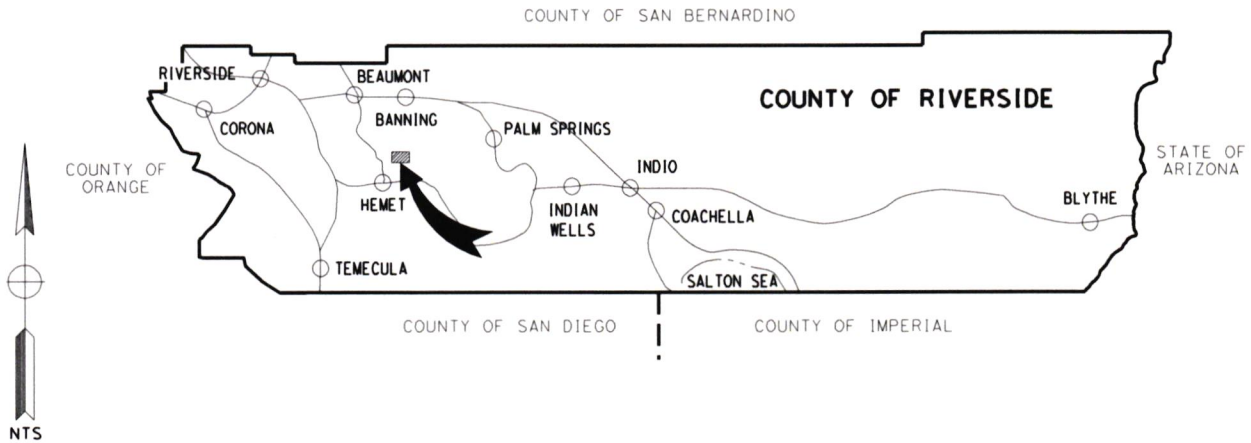 COUNTY OF SAN BERNARDINO
RIVERSIDE
BEAUMONT
COUNTY OF RIVERSIDE
BANNING
CORONA
PALM SPRINGS
STATE OF
ARIZONA
COUNTY OF
ORANGE
INDIO
HEMET
INDIAN
WELLS
COACHELLA
BLYTHE
TEMECULA
SALTON SEA
COUNTY OF SAN DIEGO
COUNTY OF IMPERIAL
NTS